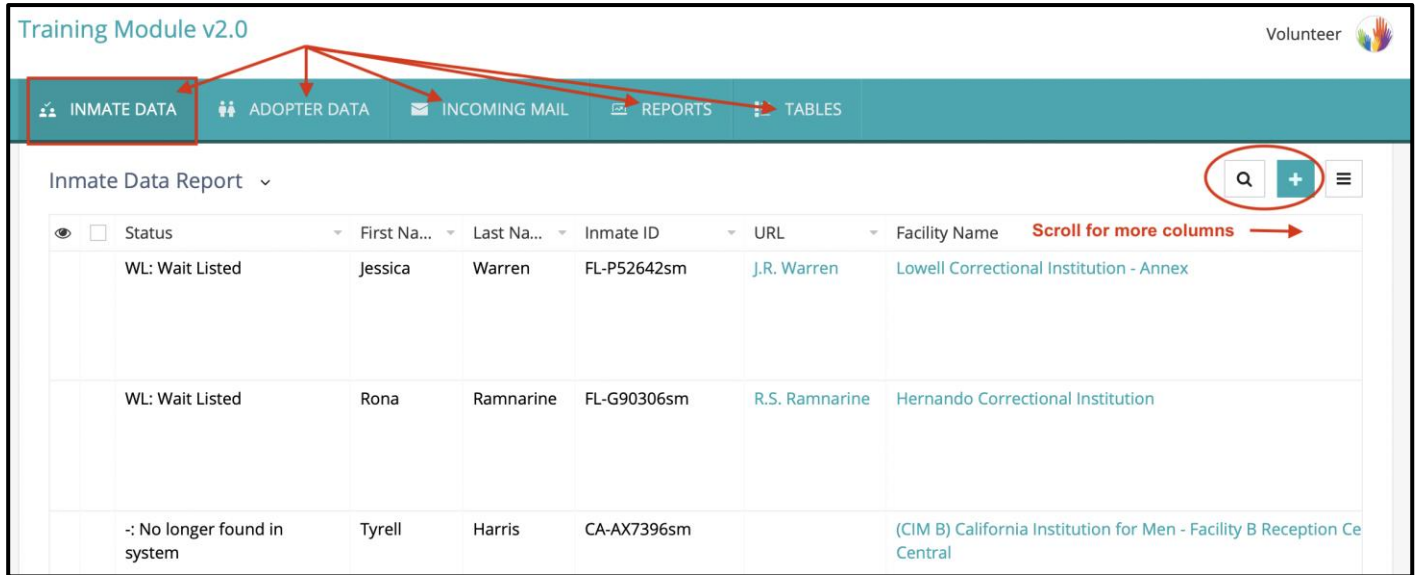 Training Module v2.0
Volunteer
INMATE DATA ADOPTER DATA INCOMING MAIL REPORTS TABLES
Inmate Data Report
Status First Na... Last Na... Inmate ID URL Facility Name Scroll for more columns
WL: Wait Listed Jessica Warren FL-P52642sm J.R. Warren Lowell Correctional Institution - Annex
WL: Wait Listed Rona Ramnarine FL-G90306sm R.S. Ramnarine Hernando Correctional Institution
-: No longer found in Tyrell Harris CA-AX7396sm (CIM B) California Institution for Men - Facility B Reception Ce
system Central